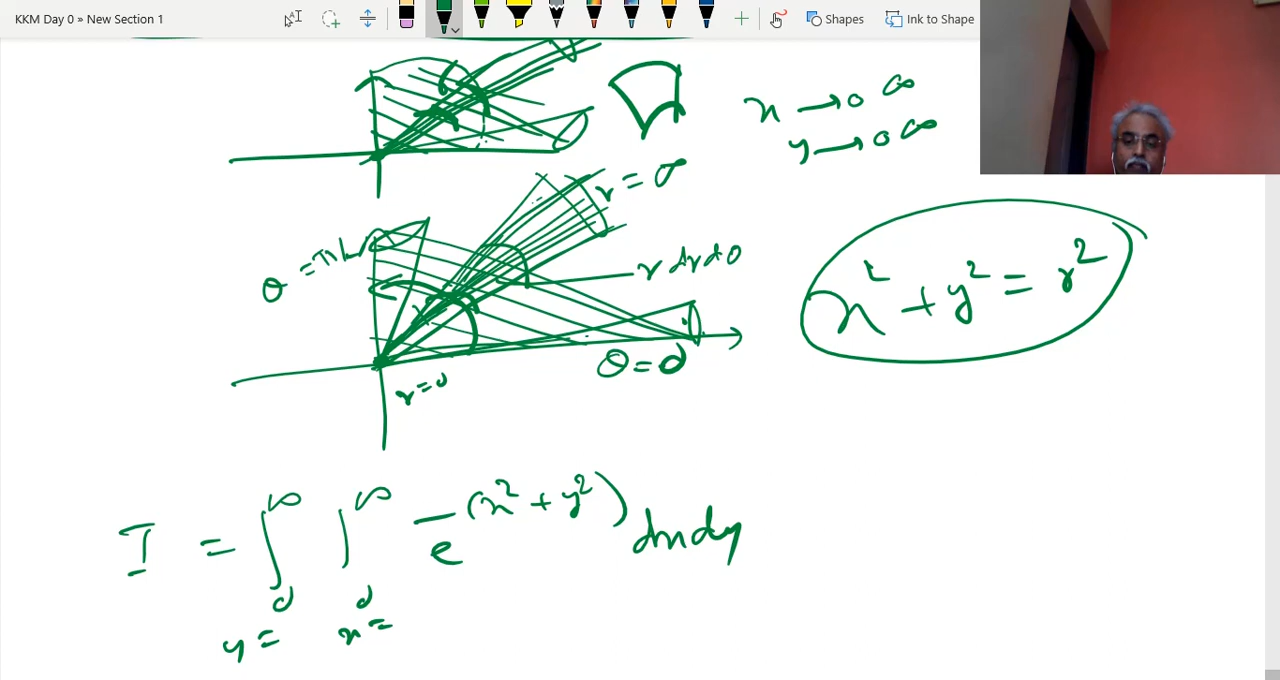 KKM Day 0 » New Section 1
Shapes
Ink to Shape
x → 0 ∞
y → 0 ∞
r = σ
θ = π/
r dr dθ
x² + y² = r²
θ = 0
r = 0
I = ∫₀^∞ ∫₀^∞ e^−(x² + y²) dx dy
y = x =